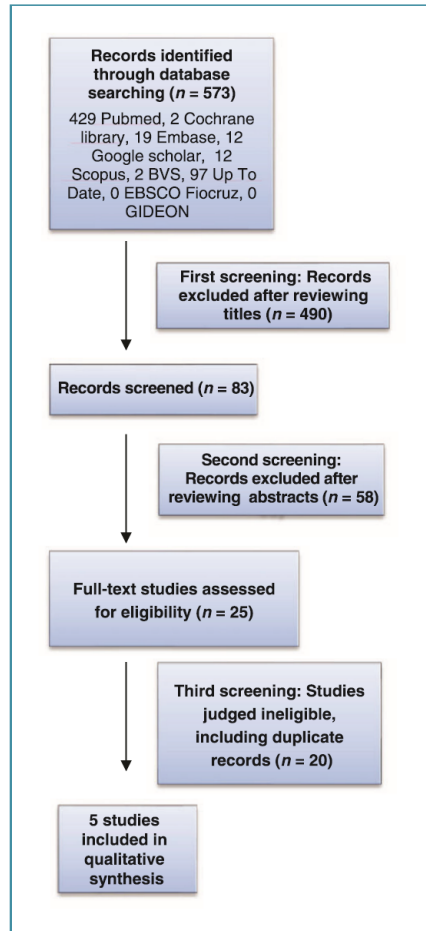 Records identified
through database
searching (n = 573)
429 Pubmed, 2 Cochrane
library, 19 Embase, 12
Google scholar, 12
Scopus, 2 BVS, 97 Up To
Date, 0 EBSCO Fiocruz, 0
GIDEON
First screening: Records
excluded after reviewing
titles (n = 490)
Records screened (n = 83)
Second screening:
Records excluded after
reviewing abstracts (n = 58)
Full-text studies assessed
for eligibility (n = 25)
Third screening: Studies
judged ineligible,
including duplicate
records (n = 20)
5 studies
included in
qualitative
synthesis